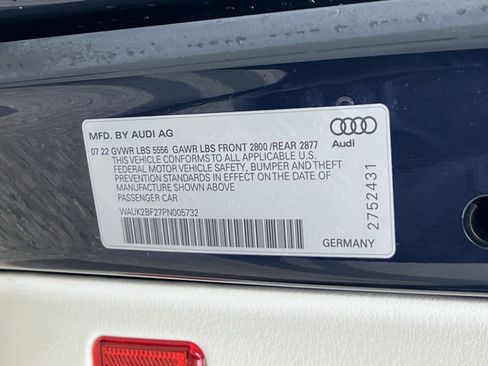 MFD. BY AUDI AG
07 22 GVWR LBS 5556 GAWR LBS FRONT 2800 /REAR 2877
THIS VEHICLE CONFORMS TO ALL APPLICABLE U.S.
FEDERAL MOTOR VEHICLE SAFETY, BUMPER AND THEFT
PREVENTION STANDARDS IN EFFECT ON THE DATE OF
MANUFACTURE SHOWN ABOVE
PASSENGER CAR
WAUK2BF27PN005732
Audi
2752431
GERMANY